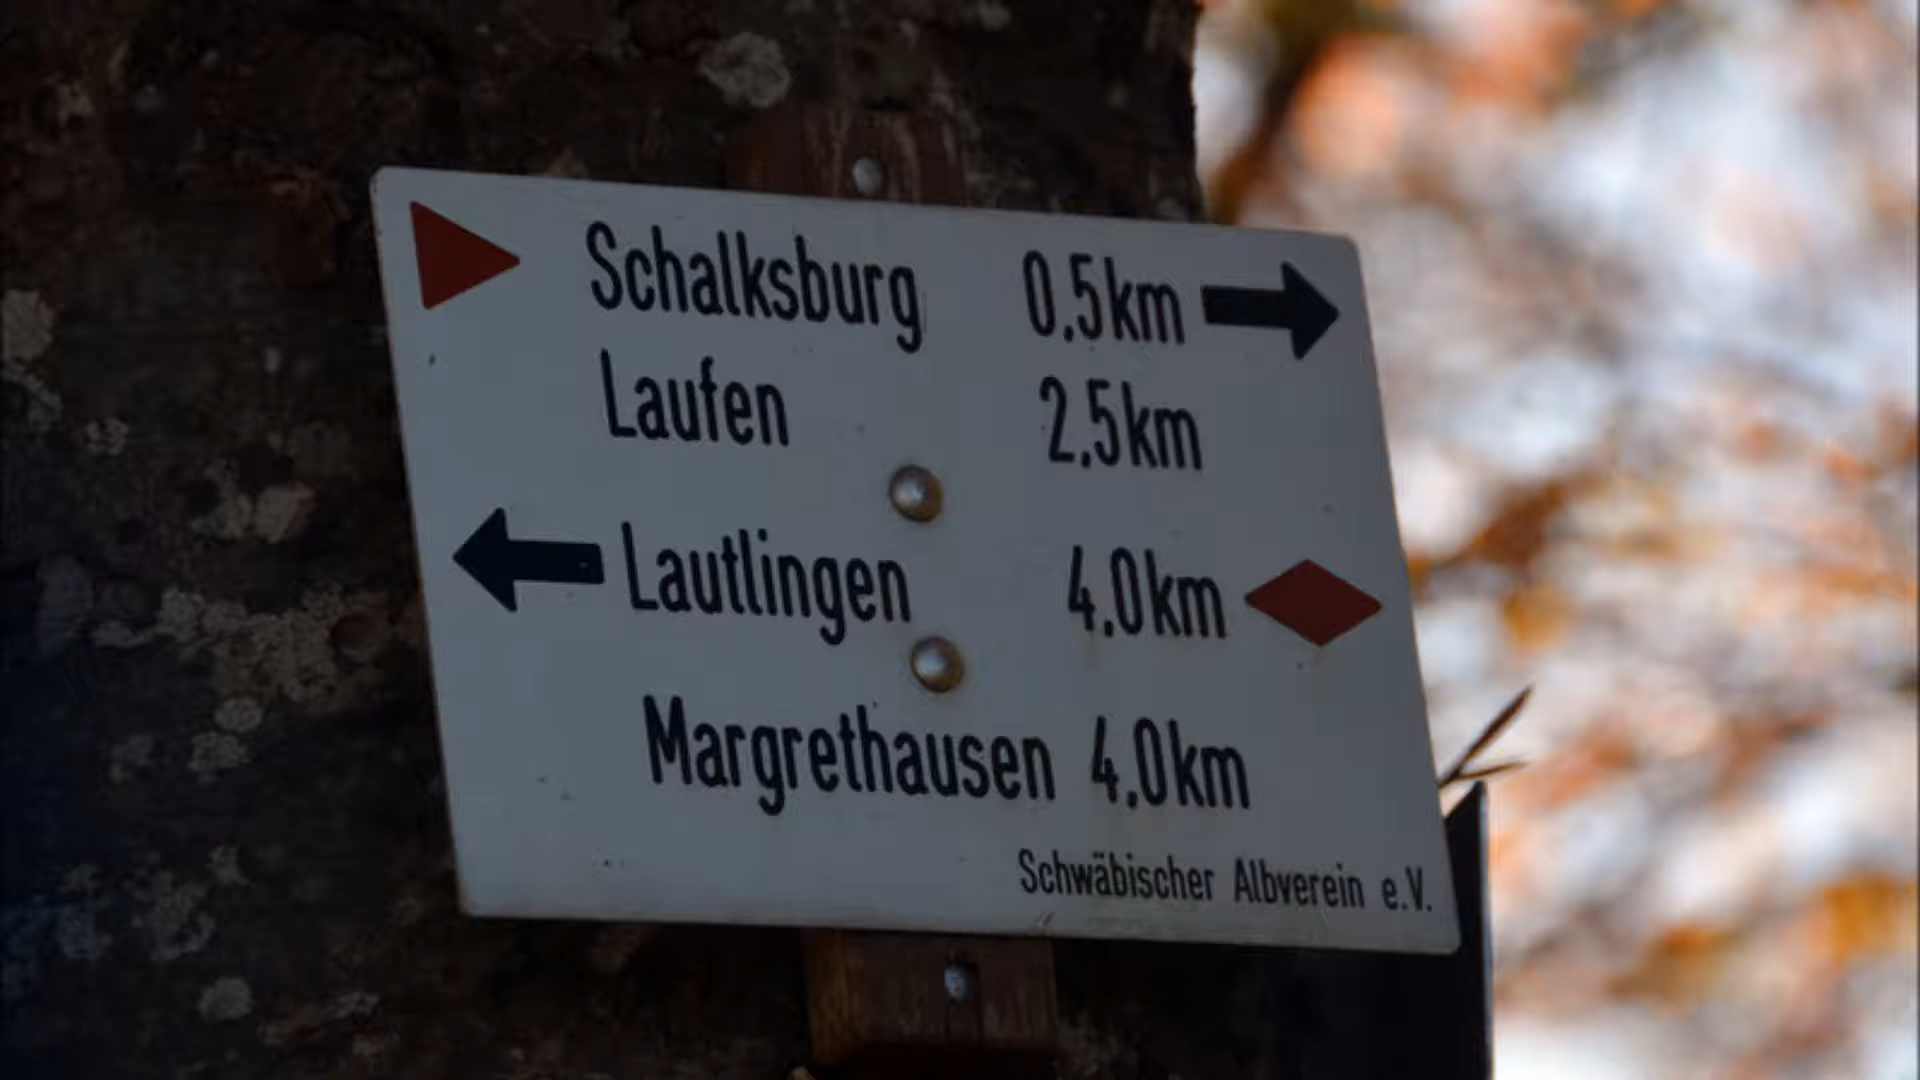 Schalksburg 0.5km
Laufen 2.5km
Lautlingen 4.0km
Margrethausen 4.0km
Schwäbischer Albverein e.V.